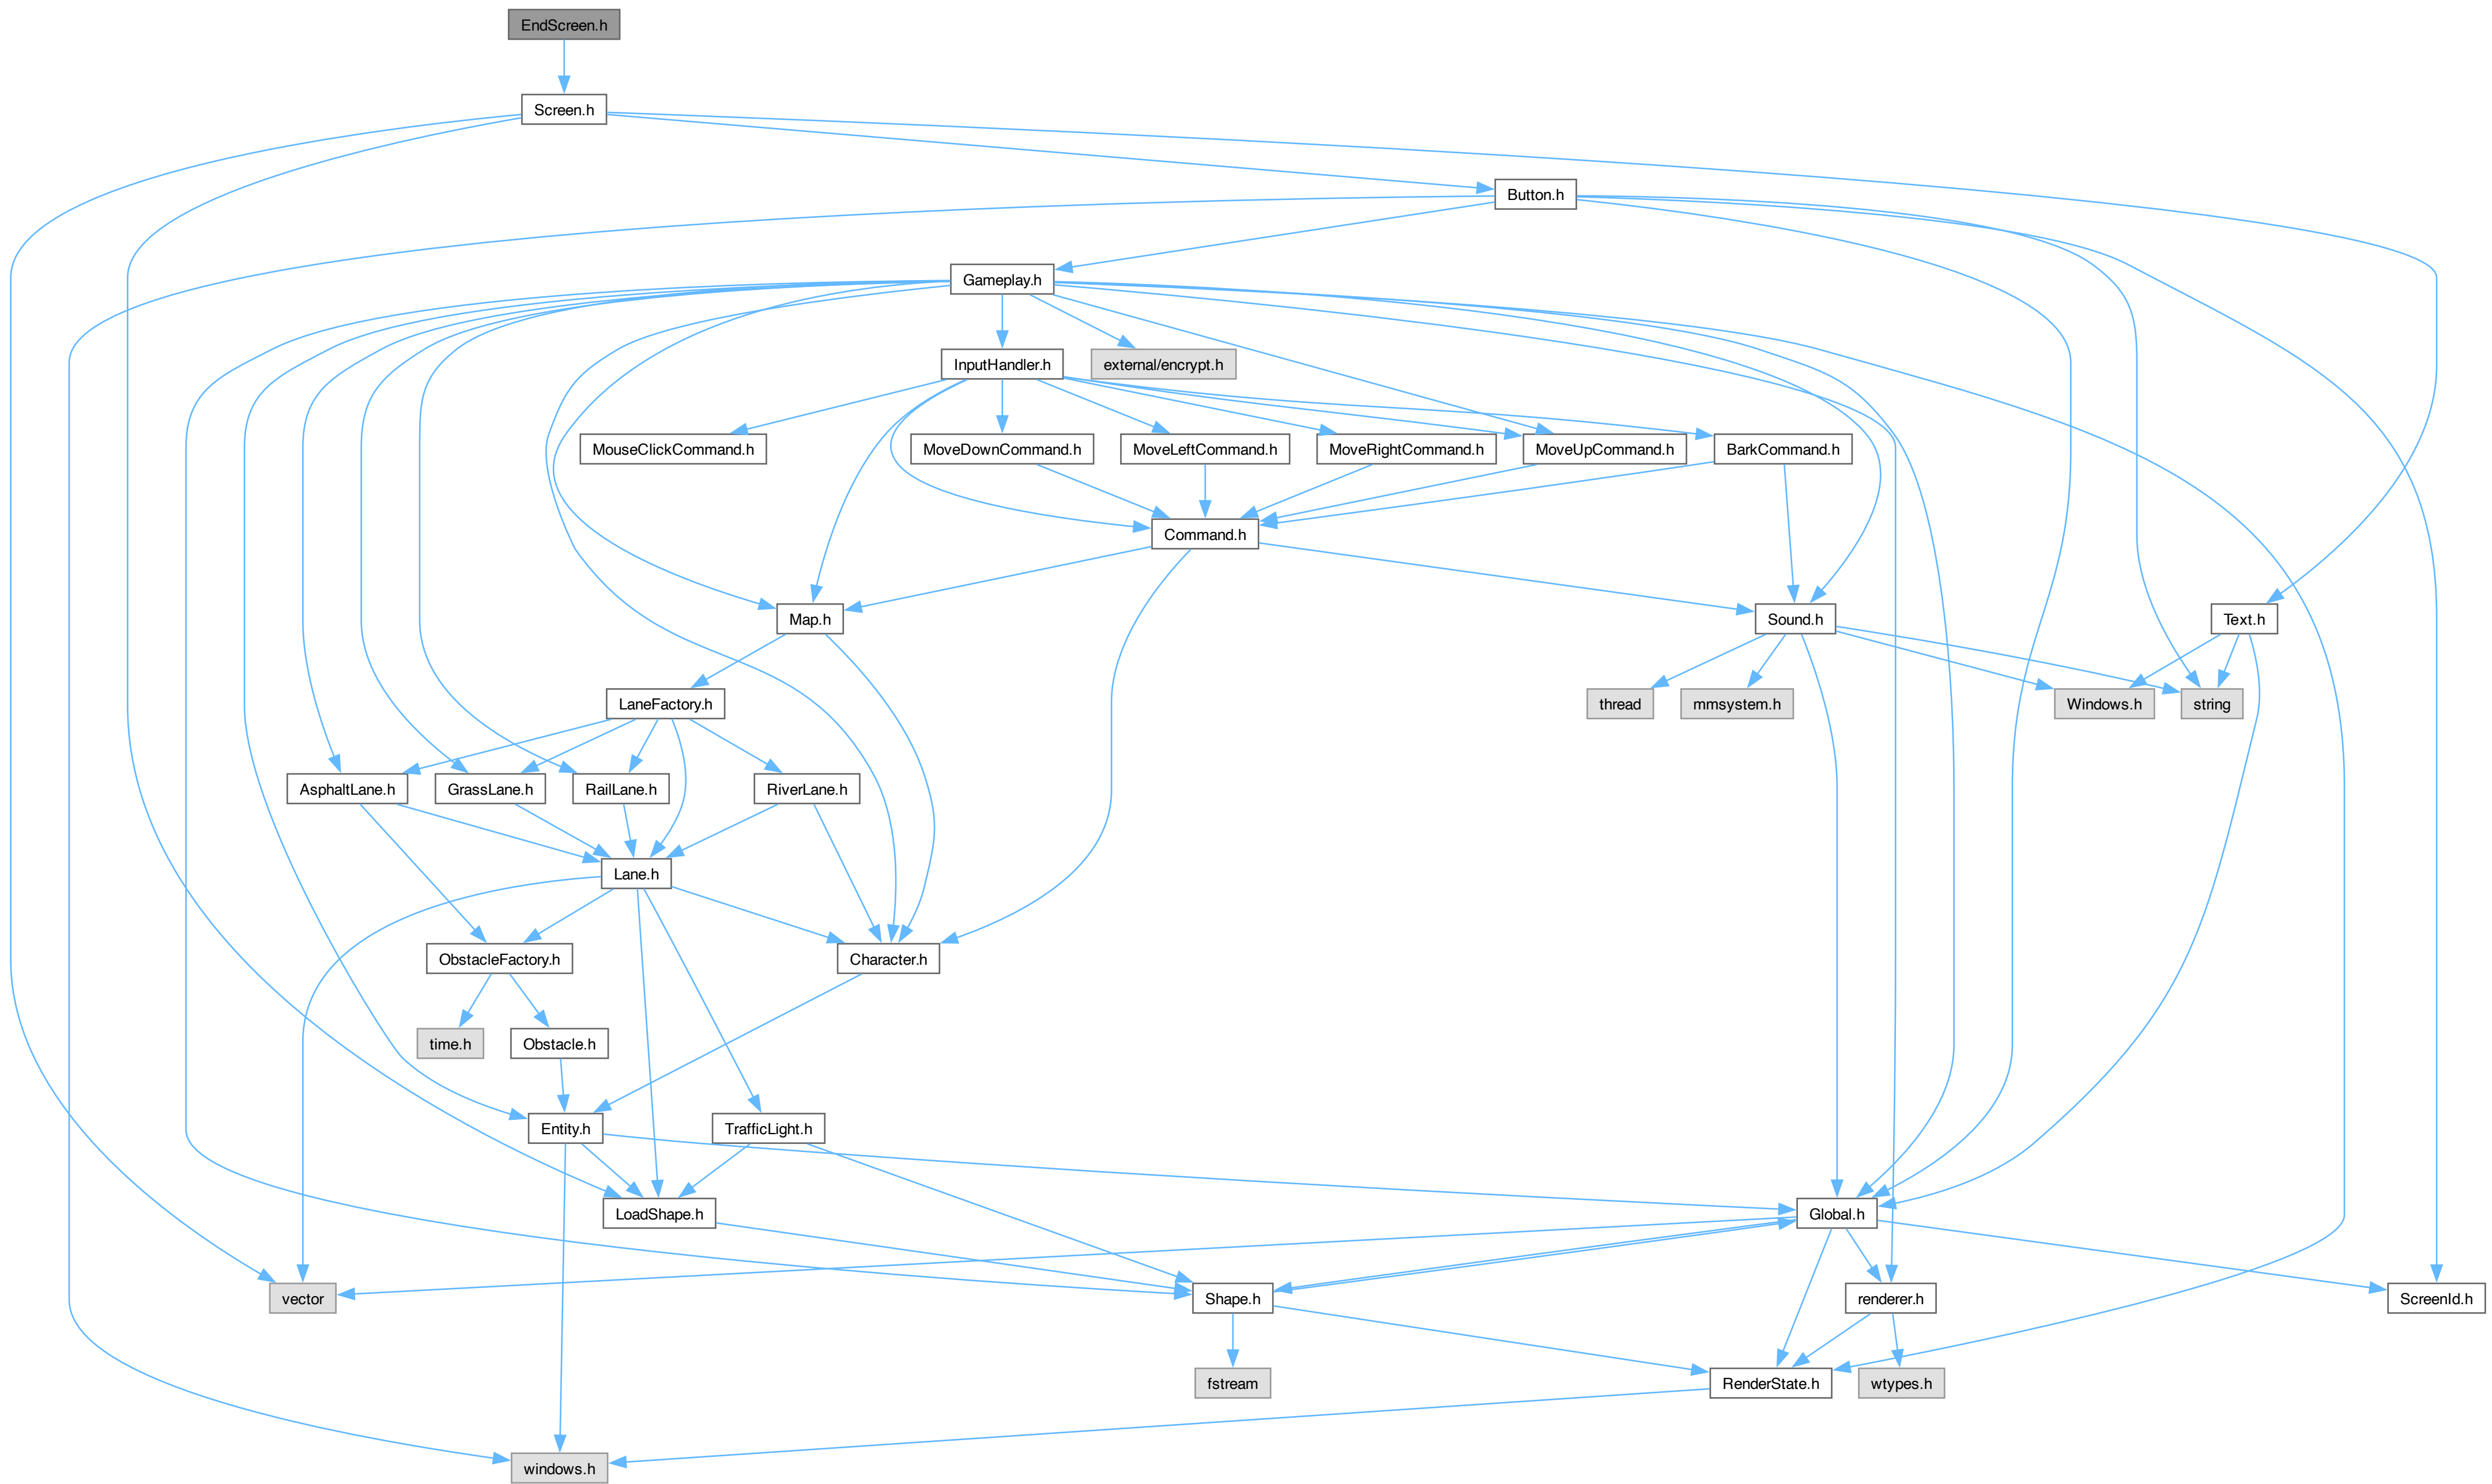 EndScreen.h
Screen.h
Button.h
Gameplay.h
InputHandler.h
external/encrypt.h
MouseClickCommand.h
MoveDownCommand.h
MoveLeftCommand.h
MoveRightCommand.h
MoveUpCommand.h
BarkCommand.h
Command.h
Map.h
Sound.h
Text.h
LaneFactory.h
thread
mmsystem.h
Windows.h
string
AsphaltLane.h
GrassLane.h
RailLane.h
RiverLane.h
Lane.h
ObstacleFactory.h
Character.h
time.h
Obstacle.h
Entity.h
TrafficLight.h
LoadShape.h
Global.h
vector
Shape.h
renderer.h
ScreenId.h
fstream
RenderState.h
wtypes.h
windows.h